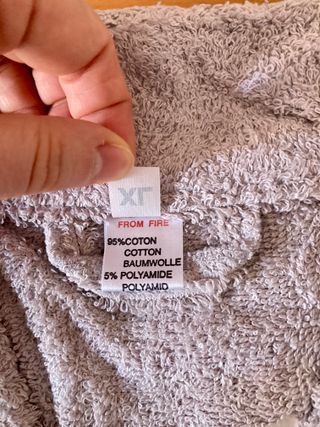 XL
FROM FIRE
95%COTON
COTTON
BAUMWOLLE
5% POLYAMIDE
POLYAMID